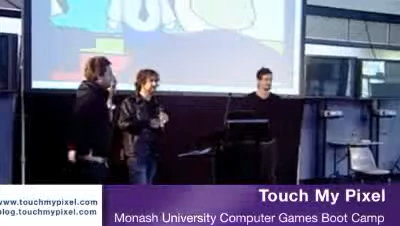 www.touchmypixel.com
blog.touchmypixel.com
Touch My Pixel
Monash University Computer Games Boot Camp